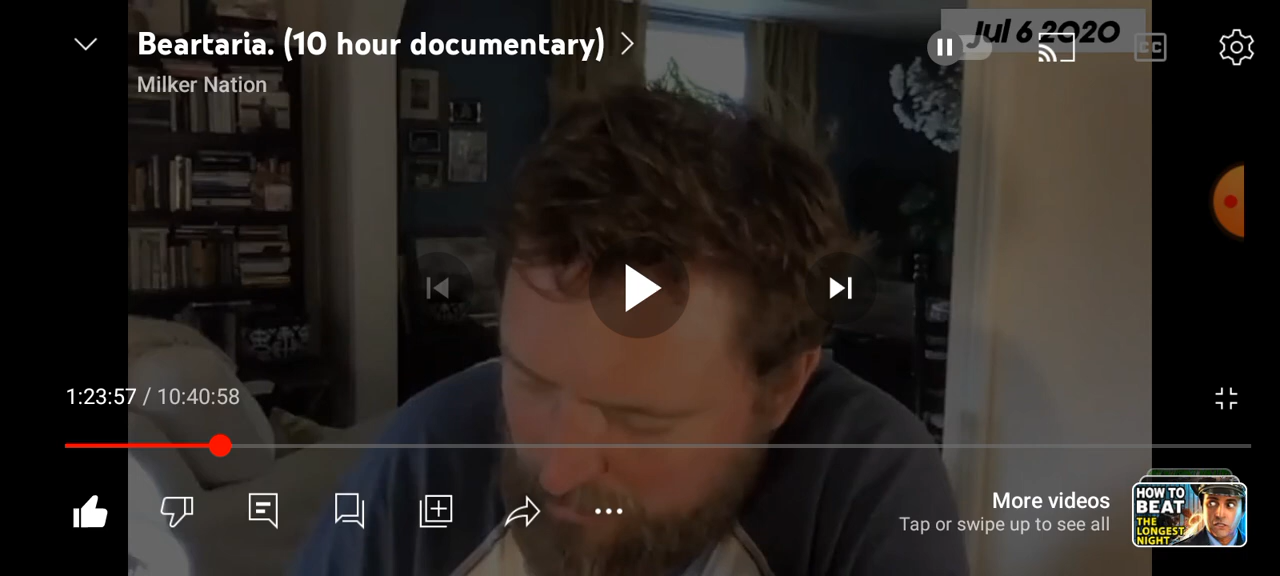 Beartaria. (10 hour documentary)
Jul 6 2020
CC
Milker Nation
1:23:57 / 10:40:58
More videos
Tap or swipe up to see all
HOW TO
BEAT
THE
LONGEST
NIGHT